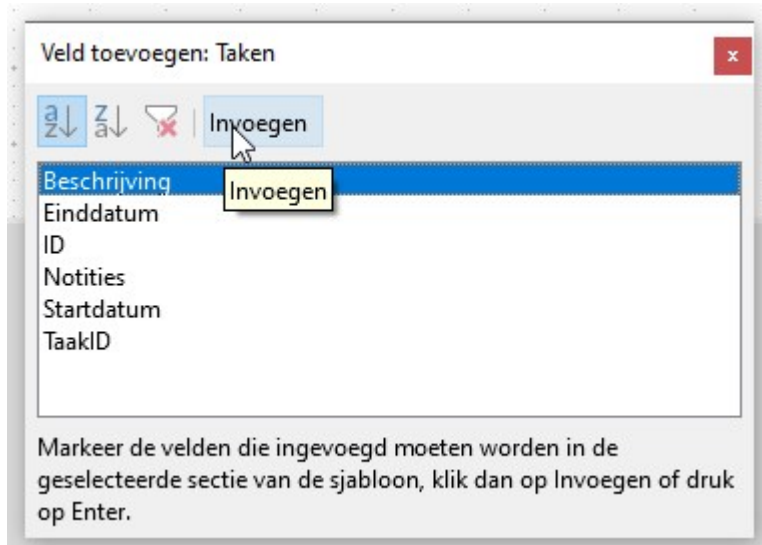 Veld toevoegen: Taken
x
Invoegen
Beschrijving
Invoegen
Einddatum
ID
Notities
Startdatum
TaakID
Markeer de velden die ingevoegd moeten worden in de
geselecteerde sectie van de sjabloon, klik dan op Invoegen of druk
op Enter.